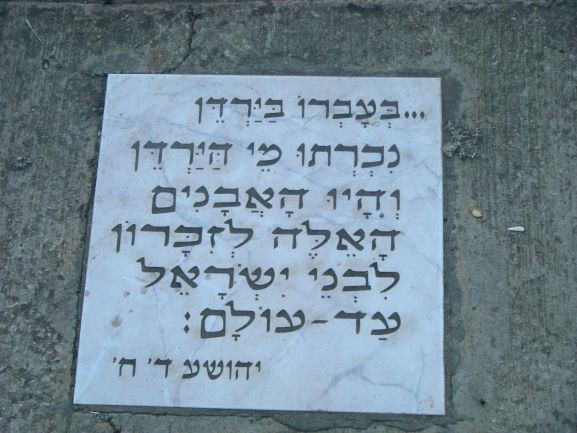 ...בְּעָבְרוֹ בַּיַּרְדֵּן
נִכְרְתוּ מֵי הַיַּרְדֵּן
וְהָיוּ הָאֲבָנִים
הָאֵלֶּה לְזִכָּרוֹן
לִבְנֵי יִשְׂרָאֵל
עַד-עוֹלָם:
יהושע ד׳ ח׳